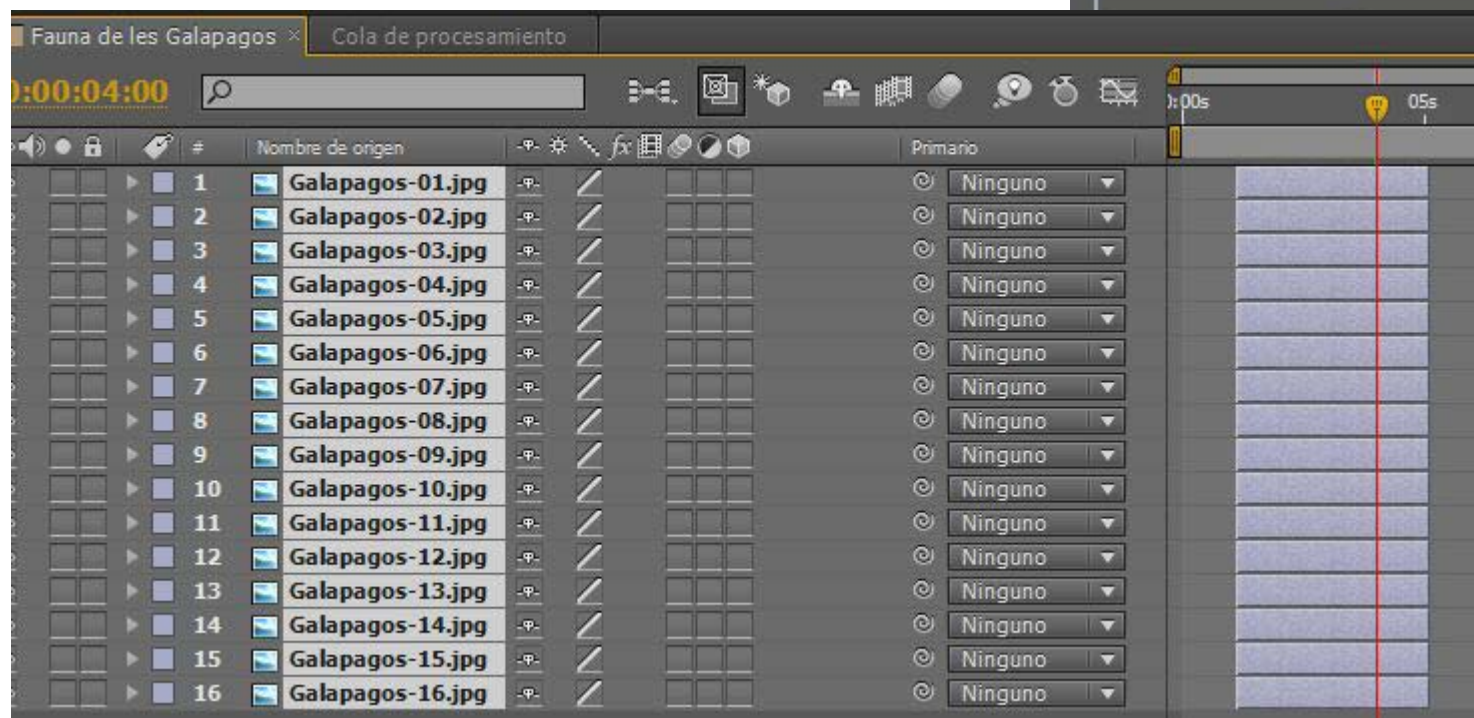 Fauna de les Galapagos × Cola de procesamiento
0:00:04:00
0:00s 05s
# Nombre de origen fx Primario
1 Galapagos-01.jpg Ninguno
2 Galapagos-02.jpg Ninguno
3 Galapagos-03.jpg Ninguno
4 Galapagos-04.jpg Ninguno
5 Galapagos-05.jpg Ninguno
6 Galapagos-06.jpg Ninguno
7 Galapagos-07.jpg Ninguno
8 Galapagos-08.jpg Ninguno
9 Galapagos-09.jpg Ninguno
10 Galapagos-10.jpg Ninguno
11 Galapagos-11.jpg Ninguno
12 Galapagos-12.jpg Ninguno
13 Galapagos-13.jpg Ninguno
14 Galapagos-14.jpg Ninguno
15 Galapagos-15.jpg Ninguno
16 Galapagos-16.jpg Ninguno